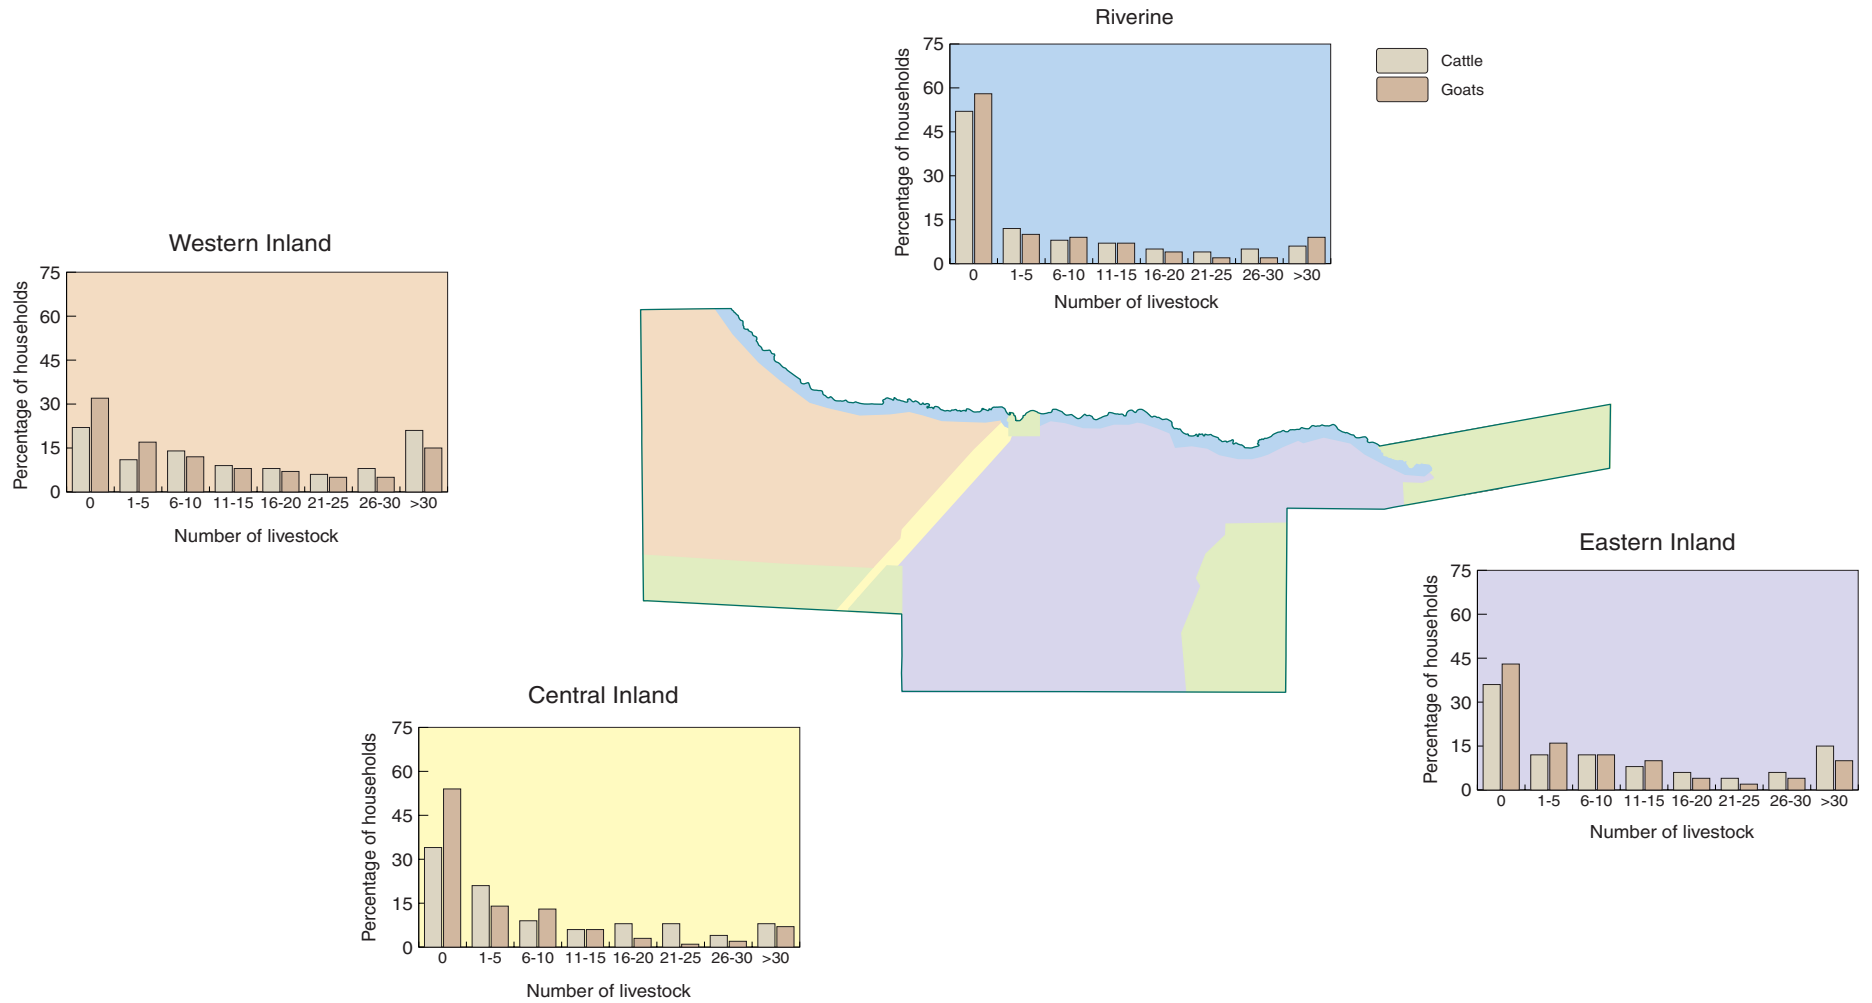 Riverine
75
60
45
30
15
0
Percentage of households
0 1-5 6-10 11-15 16-20 21-25 26-30 >30
Number of livestock
Cattle
Goats
Western Inland
75
60
45
30
15
0
Percentage of households
0 1-5 6-10 11-15 16-20 21-25 26-30 >30
Number of livestock
Eastern Inland
75
60
45
30
15
0
Percentage of households
0 1-5 6-10 11-15 16-20 21-25 26-30 >30
Number of livestock
Central Inland
75
60
45
30
15
0
Percentage of households
0 1-5 6-10 11-15 16-20 21-25 26-30 >30
Number of livestock